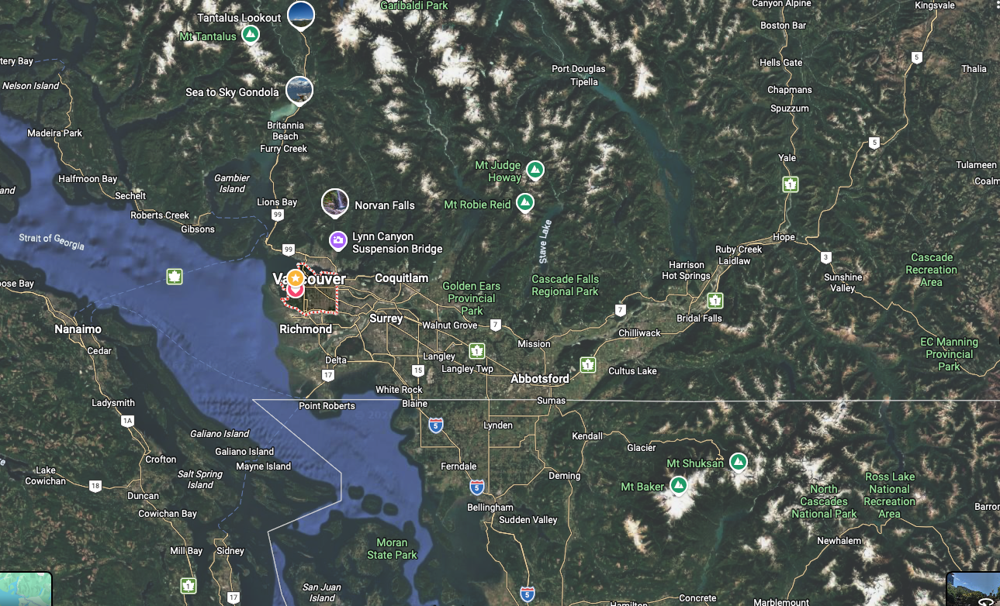 Garibaldi Park
Canyon Alpine
Kingsvale
Tantalus Lookout
Mt Tantalus
Boston Bar
tery Bay
Hells Gate
5
Port Douglas
Thalia
Tipella
Nelson Island
Sea to Sky Gondola
Chapmans
Spuzzum
Britannia
Beach
Madeira Park
Furry Creek
5
Yale
Mt Judge
Howay
Tulameen
Halfmoon Bay
Gambier
Island
Coalm
1
and
Sechelt
Lions Bay
Norvan Falls
Mt Robie Reid
Roberts Creek
99
Gibsons
Strait of Georgia
Lynn Canyon
Suspension Bridge
Stave Lake
Hope
99
Ruby Creek
Laidlaw
3
Cascade
Recreation
Area
Harrison
Hot Springs
Vancouver
Coquitlam
Sunshine
Valley
oose Bay
Golden Ears
Provincial
Park
Cascade Falls
Regional Park
1
7
Surrey
Bridal Falls
Nanaimo
Richmond
Walnut Grove
7
Chilliwack
Mission
EC Manning
Provincial
Park
Cedar
Delta
Langley
1
1
Langley Twp
15
17
Cultus Lake
Abbotsford
White Rock
Ladysmith
Point Roberts
Blaine
Sumas
1A
5
Lynden
Galiano Island
Kendall
Galiano Island
Glacier
Crofton
Mayne Island
Ferndale
Mt Shuksan
Lake
Cowichan
Salt Spring
Island
Deming
18
5
Mt Baker
Ross Lake
National
Recreation
Area
Duncan
North
Cascades
National Park
Bellingham
Cowichan Bay
Sudden Valley
Barron
Newhalem
Moran
State Park
Mill Bay
Sidney
1
San Juan
Island
17
5
Concrete
Hamilton
Marblemount